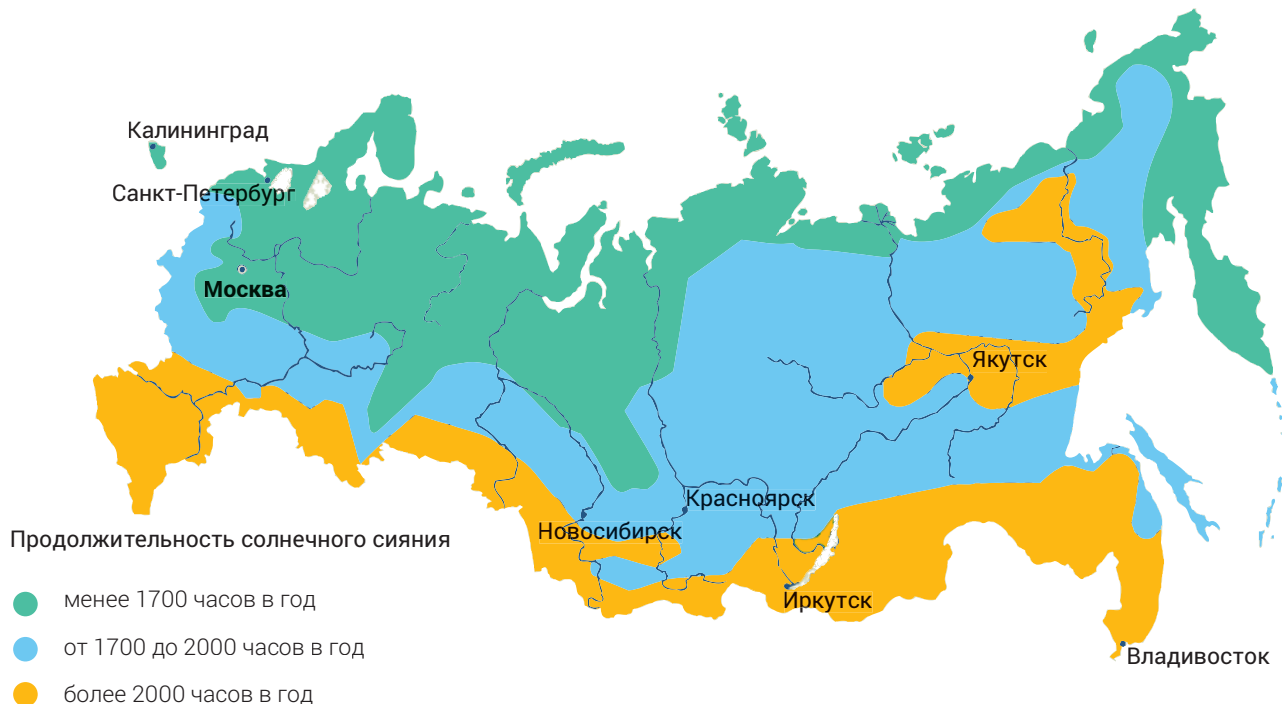 Калининград
Санкт-Петербург
Москва
Якутск
Красноярск
Новосибирск
Продолжительность солнечного сияния
менее 1700 часов в год
Иркутск
от 1700 до 2000 часов в год
Владивосток
более 2000 часов в год